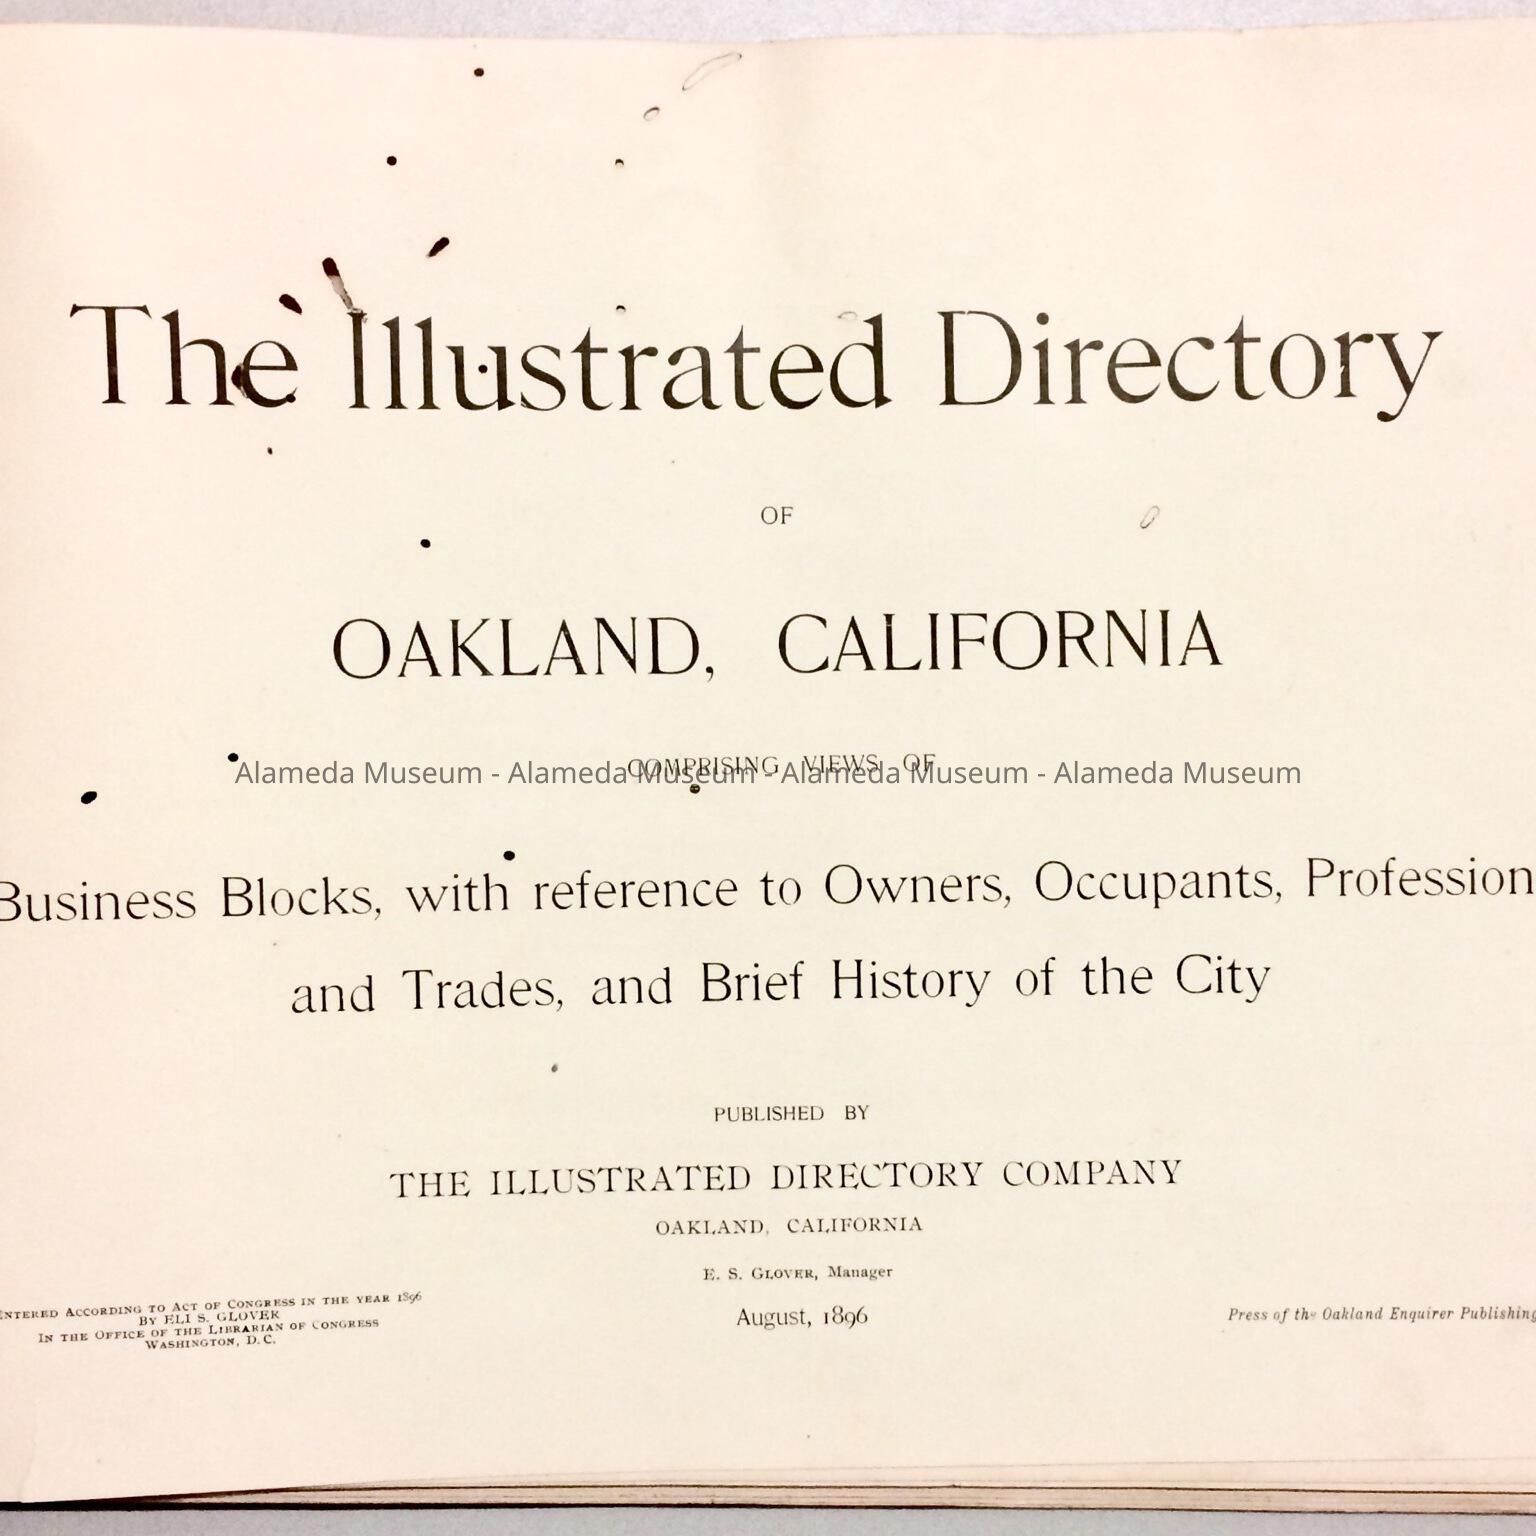 The Illustrated Directory
OF
OAKLAND, CALIFORNIA
COMPRISING VIEWS OF
Alameda Museum - Alameda Museum - Alameda Museum - Alameda Museum
Business Blocks, with reference to Owners, Occupants, Profession
and Trades, and Brief History of the City
PUBLISHED BY
THE ILLUSTRATED DIRECTORY COMPANY
OAKLAND, CALIFORNIA
E. S. GLOVER, Manager
August, 1896
ENTERED ACCORDING TO ACT OF CONGRESS IN THE YEAR 1896
BY ELI S. GLOVER
IN THE OFFICE OF THE LIBRARIAN OF CONGRESS
WASHINGTON, D.C.
Press of the Oakland Enquirer Publishing